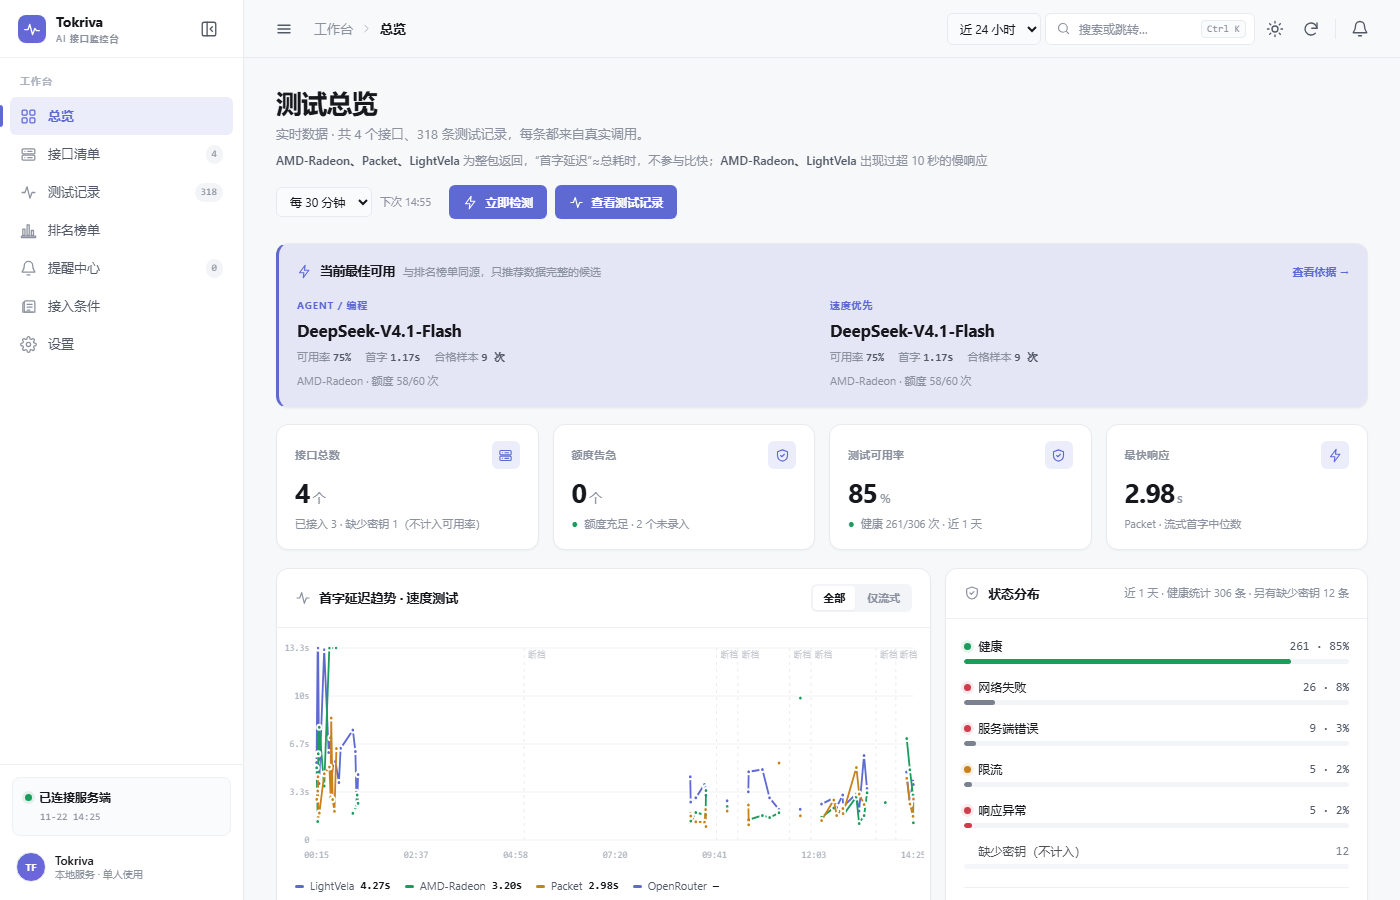 Tokriva
AI 接口监控台
工作台
总览
接口清单 4
测试记录 318
排名榜单
提醒中心 0
接入条件
设置
已连接服务端
11-22 14:25
TF
Tokriva
本地服务 · 单人使用
工作台 > 总览
近 24 小时
搜索或跳转...
Ctrl K
测试总览
实时数据 · 共 4 个接口、318 条测试记录，每条都来自真实调用。
AMD-Radeon、Packet、LightVela 为整包返回，“首字延迟”≈总耗时，不参与比快；AMD-Radeon、LightVela 出现过超 10 秒的慢响应
每 30 分钟
下次 14:55
立即检测
查看测试记录
当前最佳可用 与排名榜单同源，只推荐数据完整的候选
查看依据 →
AGENT / 编程
DeepSeek-V4.1-Flash
可用率 75% 首字 1.17s 合格样本 9 次
AMD-Radeon · 额度 58/60 次
速度优先
DeepSeek-V4.1-Flash
可用率 75% 首字 1.17s 合格样本 9 次
AMD-Radeon · 额度 58/60 次
接口总数
4 个
已接入 3 · 缺少密钥 1（不计入可用率）
额度告急
0 个
额度充足 · 2 个未录入
测试可用率
85 %
健康 261/306 次 · 近 1 天
最快响应
2.98 s
Packet · 流式首字中位数
首字延迟趋势 · 速度测试
全部
仅流式
13.3s
10s
6.7s
3.3s
0
断档 断档 断档 断档 断档 断档 断档
00:15 02:37 04:58 07:20 09:41 12:03 14:25
LightVela 4.27s AMD-Radeon 3.20s Packet 2.98s OpenRouter —
状态分布
近 1 天 · 健康统计 306 条 · 另有缺少密钥 12 条
健康 261 · 85%
网络失败 26 · 8%
服务端错误 9 · 3%
限流 5 · 2%
响应异常 5 · 2%
缺少密钥（不计入） 12